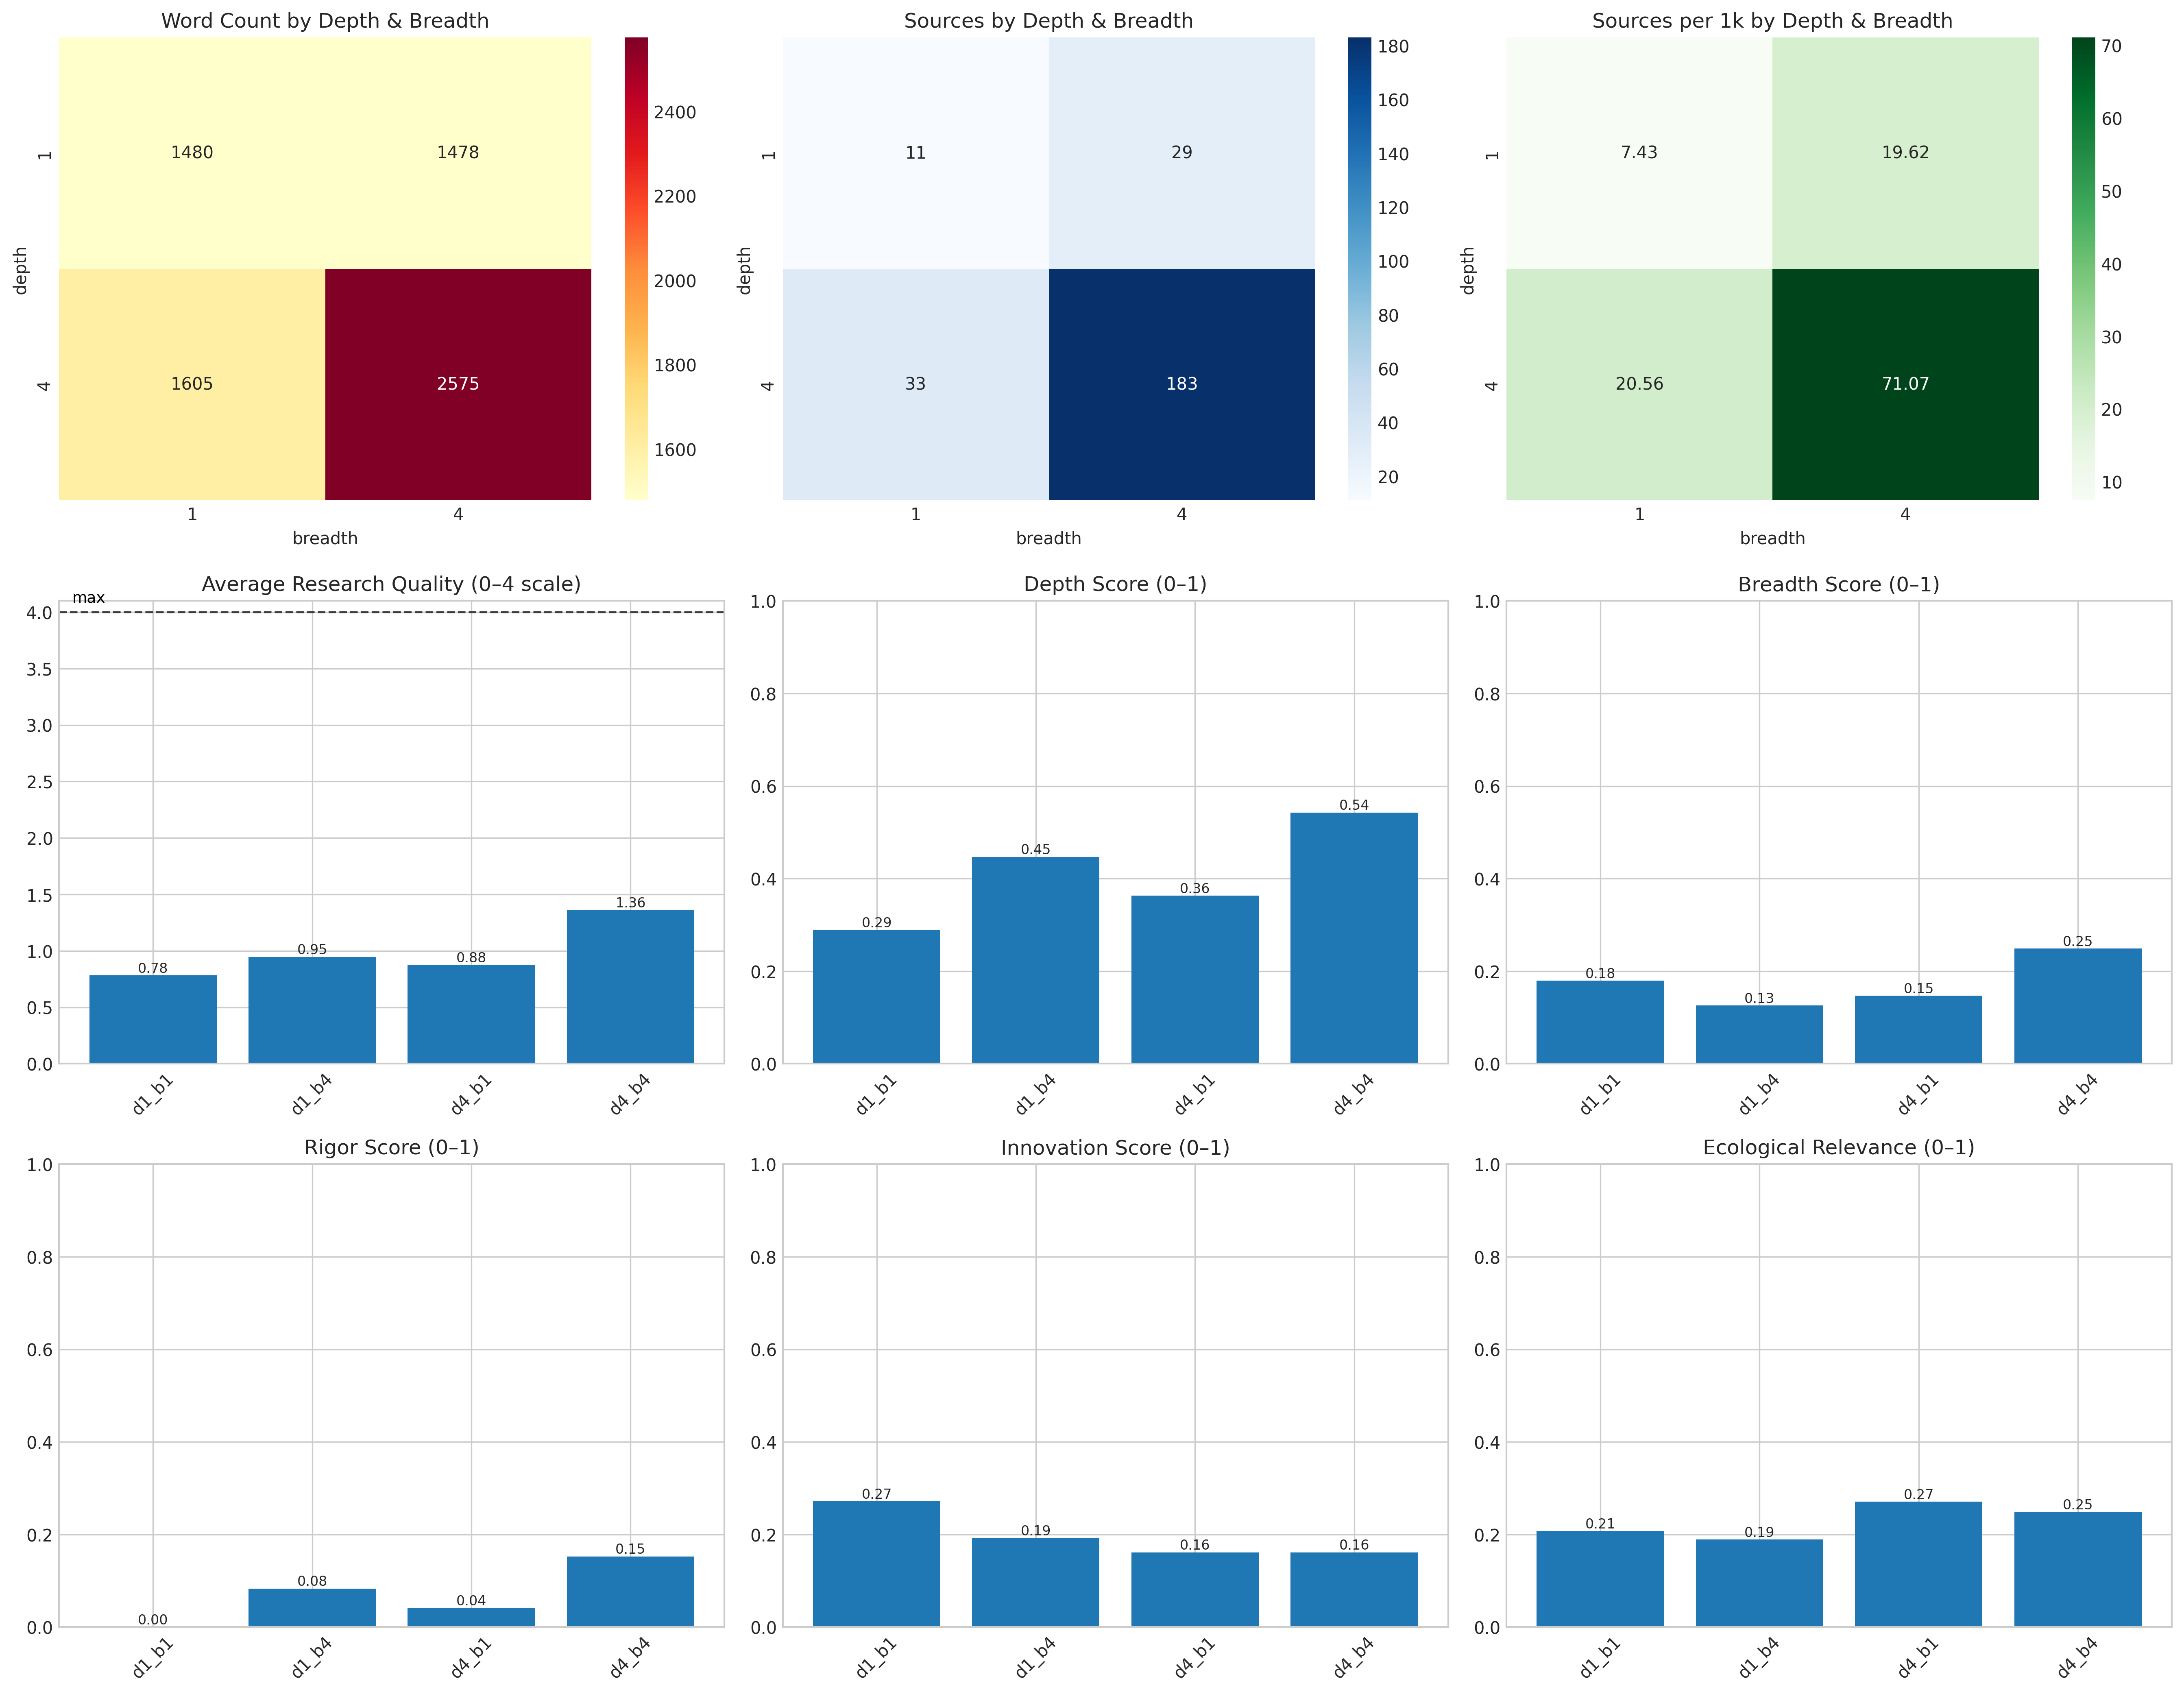 Word Count by Depth & Breadth
1480 1478
1605 2575
1
4
depth
1 4
breadth
2400
2200
2000
1800
1600
Sources by Depth & Breadth
11 29
33 183
1
4
depth
1 4
breadth
180
160
140
120
100
80
60
40
20
Sources per 1k by Depth & Breadth
7.43 19.62
20.56 71.07
1
4
depth
1 4
breadth
70
60
50
40
30
20
10
Average Research Quality (0–4 scale)
max
4.0
3.5
3.0
2.5
2.0
1.5
1.0
0.5
0.0
0.78 0.95 0.88 1.36
d1_b1 d1_b4 d4_b1 d4_b4
Depth Score (0–1)
1.0
0.8
0.6
0.4
0.2
0.0
0.29 0.45 0.36 0.54
d1_b1 d1_b4 d4_b1 d4_b4
Breadth Score (0–1)
1.0
0.8
0.6
0.4
0.2
0.0
0.18 0.13 0.15 0.25
d1_b1 d1_b4 d4_b1 d4_b4
Rigor Score (0–1)
1.0
0.8
0.6
0.4
0.2
0.0
0.00 0.08 0.04 0.15
d1_b1 d1_b4 d4_b1 d4_b4
Innovation Score (0–1)
1.0
0.8
0.6
0.4
0.2
0.0
0.27 0.19 0.16 0.16
d1_b1 d1_b4 d4_b1 d4_b4
Ecological Relevance (0–1)
1.0
0.8
0.6
0.4
0.2
0.0
0.21 0.19 0.27 0.25
d1_b1 d1_b4 d4_b1 d4_b4